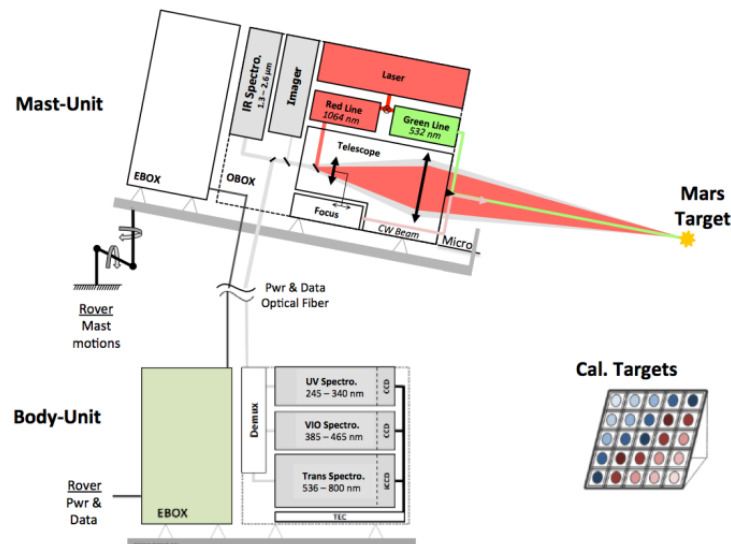 Mast-Unit
EBOX
OBOX
IR Spectro.
1.3 – 2.6 µm
Imager
Laser
Red Line
1064 nm
Green Line
532 nm
Telescope
Focus
CW Beam
Micro
Mars
Target
Rover
Mast
motions
Pwr & Data
Optical Fiber
Body-Unit
EBOX
Demux
UV Spectro.
245 – 340 nm
CCD
VIO Spectro.
385 – 465 nm
CCD
Trans Spectro.
536 – 800 nm
ICCD
TEC
Rover
Pwr &
Data
Cal. Targets